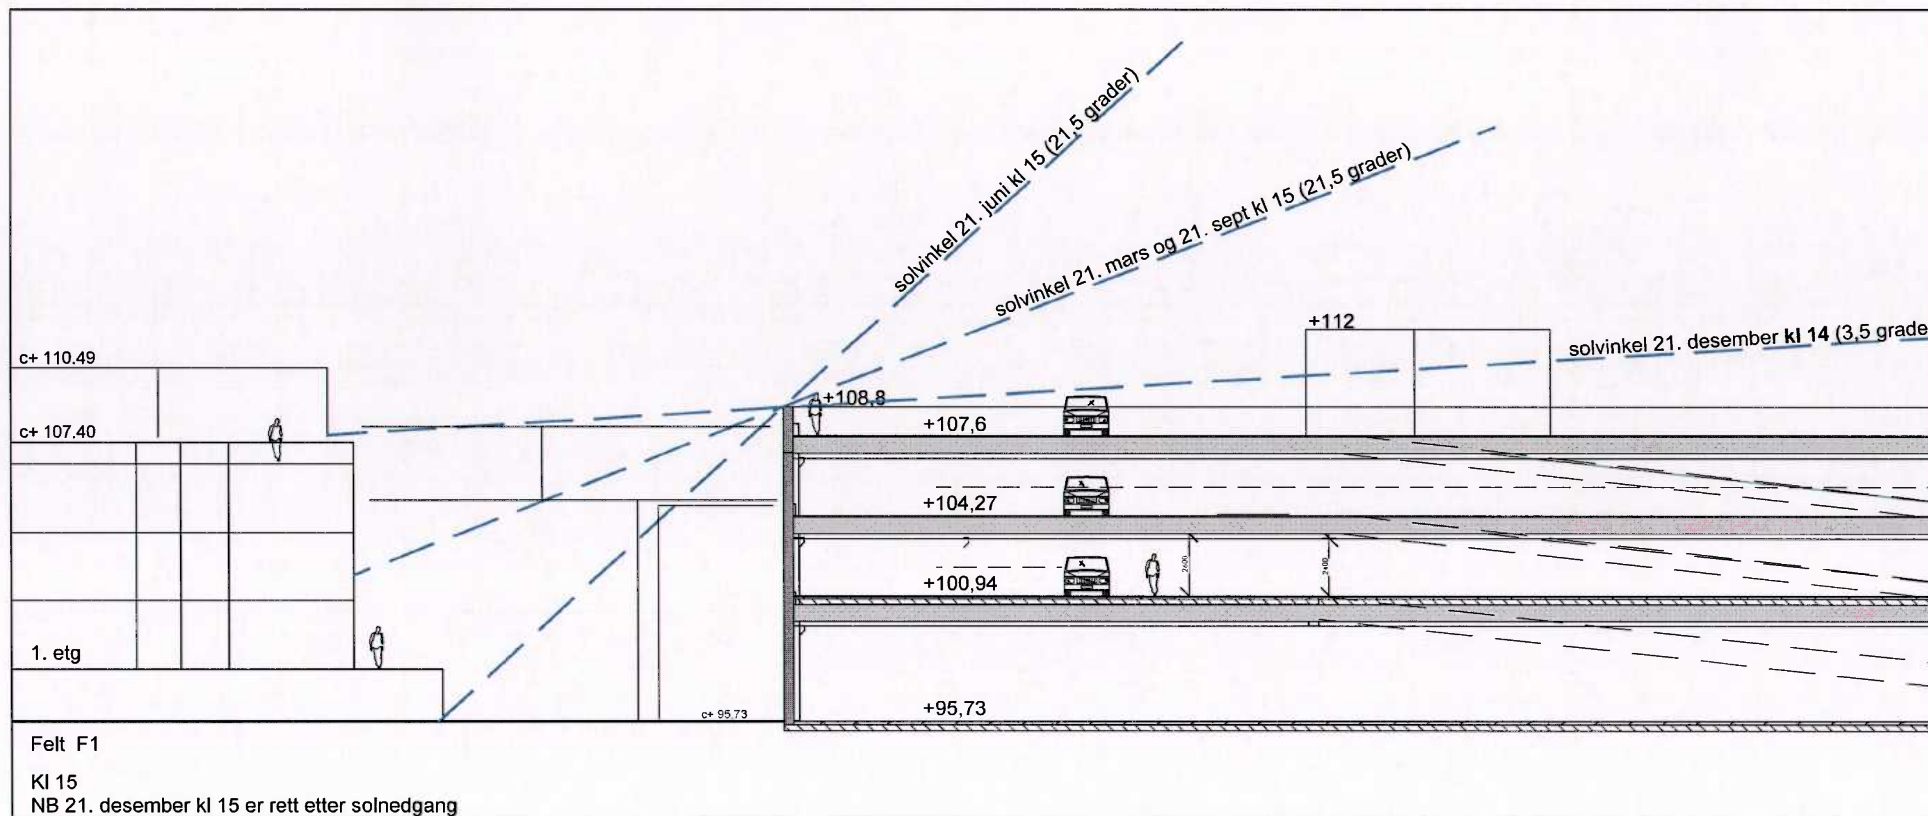 solvinkel 21. juni kl 15 (21,5 grader)
solvinkel 21. mars og 21. sept kl 15 (21,5 grader)
+112
solvinkel 21. desember kl 14 (3,5 grade
c+ 110.49
+108,8
c+ 107.40
+107,6
+104,27
+100,94
2600
2400
1. etg
c+ 95.73
+95,73
Felt F1
Kl 15
NB 21. desember kl 15 er rett etter solnedgang